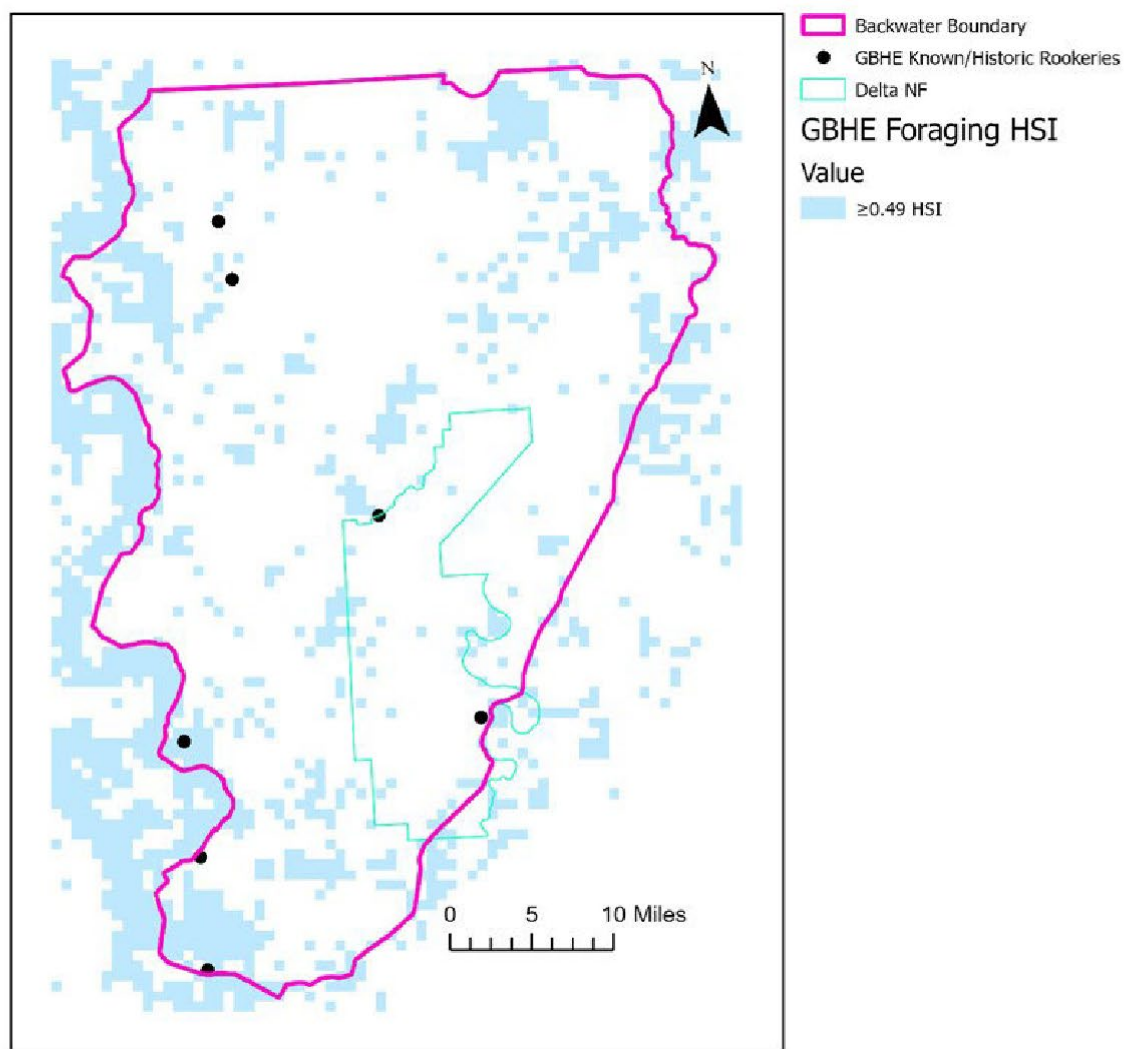 Backwater Boundary
GBHE Known/Historic Rookeries
Delta NF
GBHE Foraging HSI
Value
≥0.49 HSI
N
0 5 10 Miles